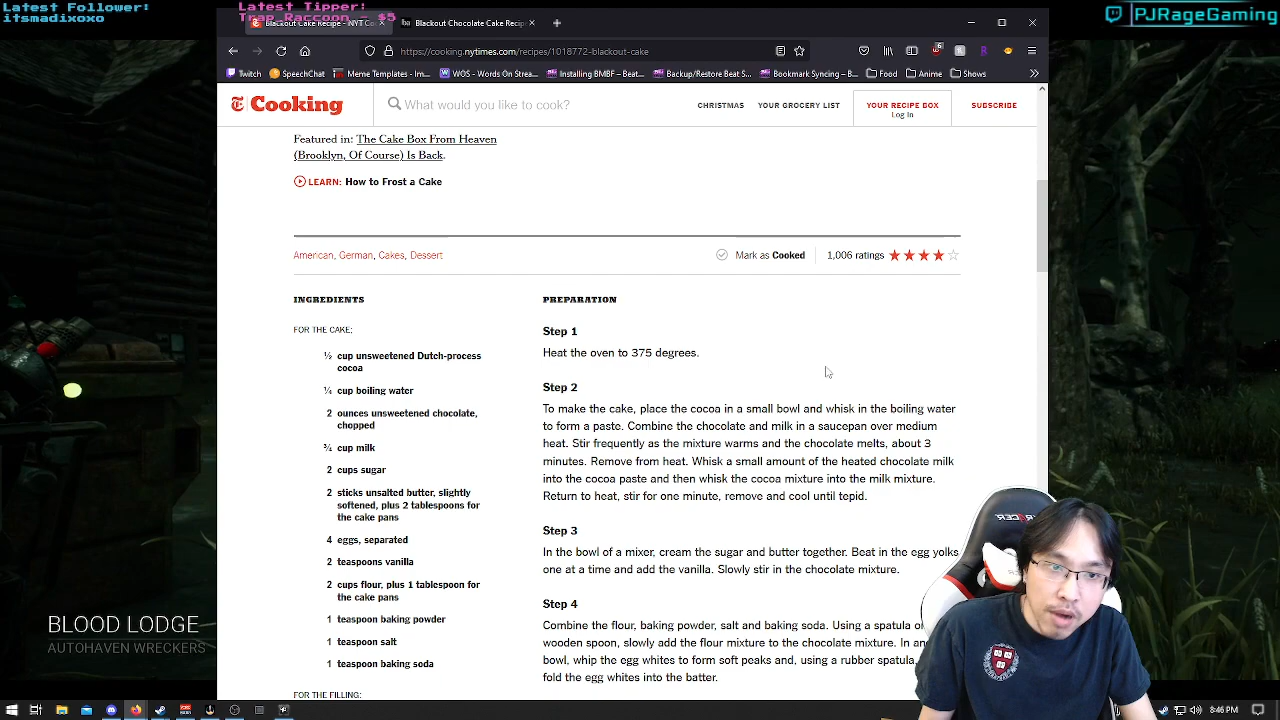 Latest Follower:
itsmadixoxo
Latest Tipper:
Trap_Raccoon - $5
PJRageGaming
Blackout Cake Recipe - NYT Co
Blackout Chocolate Cake Recip
https://cooking.nytimes.com/recipes/1018772-blackout-cake
Twitch
SpeechChat
Meme Templates - Im...
WOS - Words On Strea...
Installing BMBF - Beat...
Backup/Restore Beat S...
Bookmark Syncing – B...
Food
Anime
Shows
Cooking
What would you like to cook?
CHRISTMAS
YOUR GROCERY LIST
YOUR RECIPE BOX
Log In
SUBSCRIBE
Featured in: The Cake Box From Heaven
(Brooklyn, Of Course) Is Back.
LEARN: How to Frost a Cake
American, German, Cakes, Dessert
Mark as Cooked
1,006 ratings
INGREDIENTS
FOR THE CAKE:
½ cup unsweetened Dutch-process
cocoa
¼ cup boiling water
2 ounces unsweetened chocolate,
chopped
¾ cup milk
2 cups sugar
2 sticks unsalted butter, slightly
softened, plus 2 tablespoons for
the cake pans
4 eggs, separated
2 teaspoons vanilla
2 cups flour, plus 1 tablespoon for
the cake pans
1 teaspoon baking powder
1 teaspoon salt
1 teaspoon baking soda
FOR THE FILLING:
PREPARATION
Step 1
Heat the oven to 375 degrees.
Step 2
To make the cake, place the cocoa in a small bowl and whisk in the boiling water
to form a paste. Combine the chocolate and milk in a saucepan over medium
heat. Stir frequently as the mixture warms and the chocolate melts, about 3
minutes. Remove from heat. Whisk a small amount of the heated chocolate milk
into the cocoa paste and then whisk the cocoa mixture into the milk mixture.
Return to heat, stir for one minute, remove and cool until tepid.
Step 3
In the bowl of a mixer, cream the sugar and butter together. Beat in the egg yolks
one at a time and add the vanilla. Slowly stir in the chocolate mixture.
Step 4
Combine the flour, baking powder, salt and baking soda. Using a spatula o
wooden spoon, slowly add the flour mixture to the chocolate mixture. In an
bowl, whip the egg whites to form soft peaks and, using a rubber spatula,
fold the egg whites into the batter.
BLOOD LODGE
AUTOHAVEN WRECKERS
8:46 PM